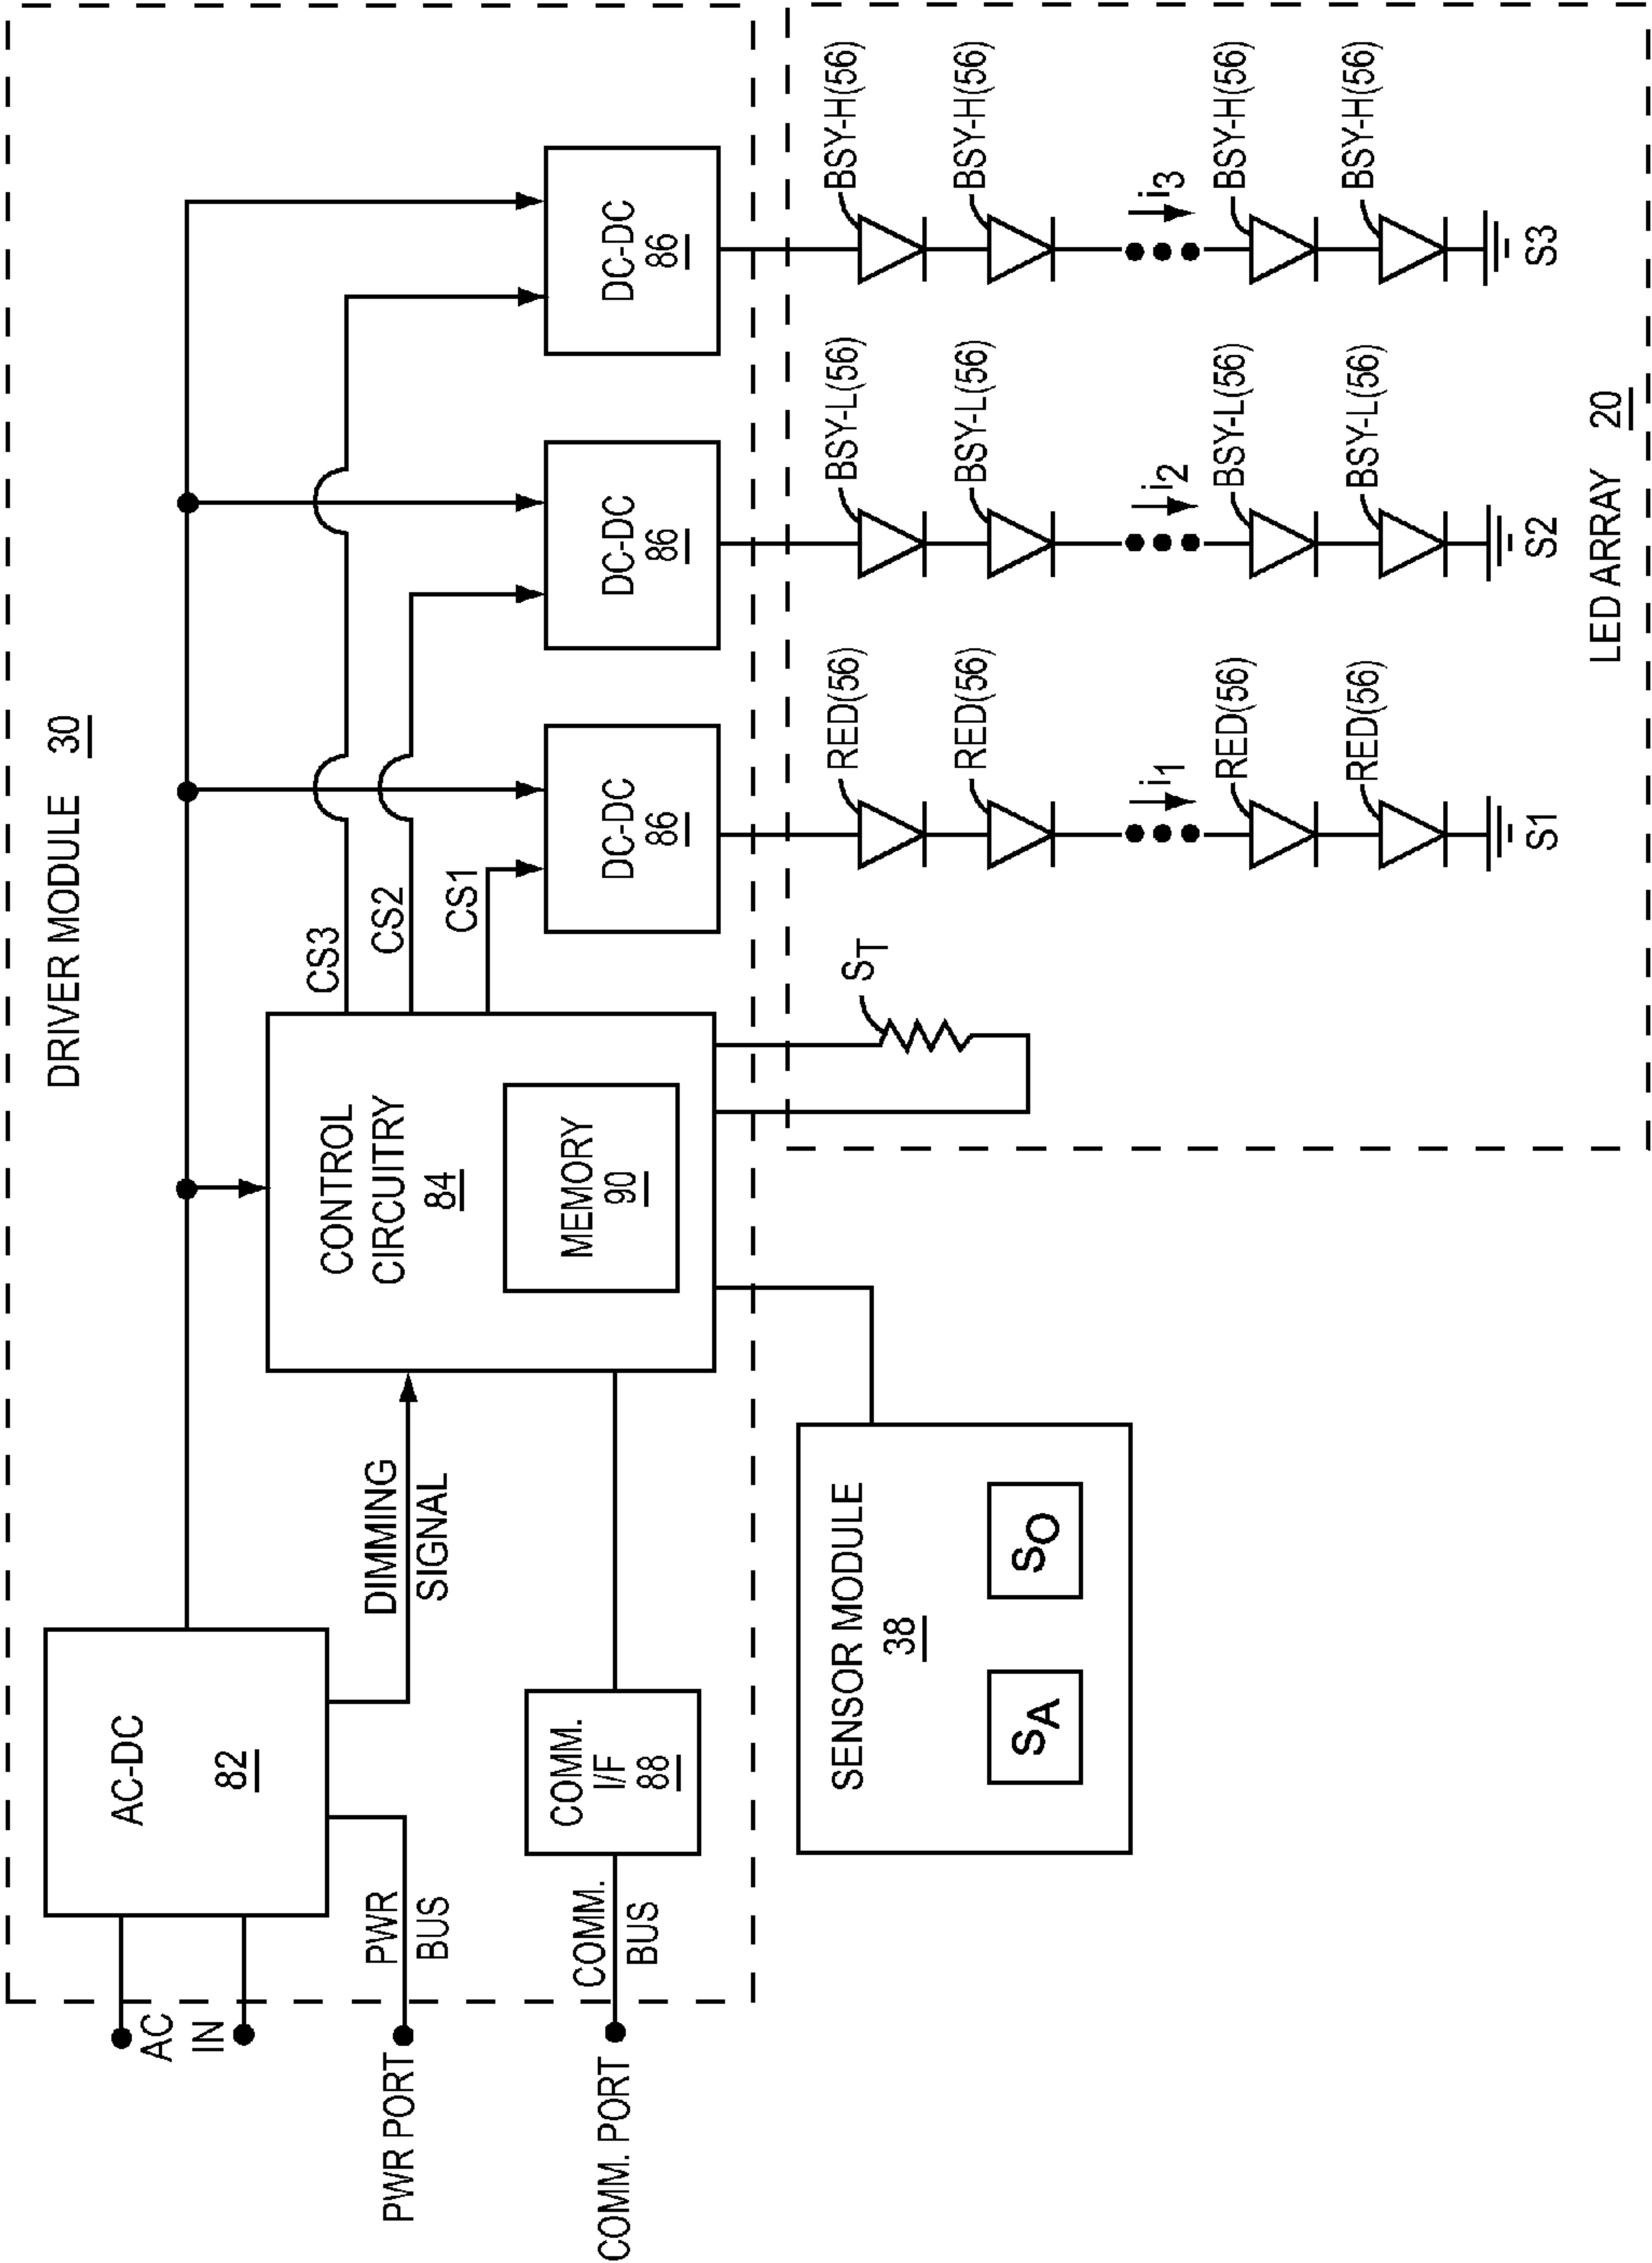 DRIVER MODULE 30
AC-DC
82
AC
IN
PWR PORT
PWR
BUS
DIMMING
SIGNAL
COMM. PORT
COMM.
BUS
COMM.
I/F
88
CONTROL
CIRCUITRY
84
MEMORY
90
CS3
CS2
CS1
DC-DC
86
DC-DC
86
DC-DC
86
SENSOR MODULE
38
SA
SO
ST
RED(56)
RED(56)
i1
RED(56)
RED(56)
S1
BSY-L(56)
BSY-L(56)
i2
BSY-L(56)
BSY-L(56)
S2
BSY-H(56)
BSY-H(56)
i3
BSY-H(56)
BSY-H(56)
S3
LED ARRAY 20